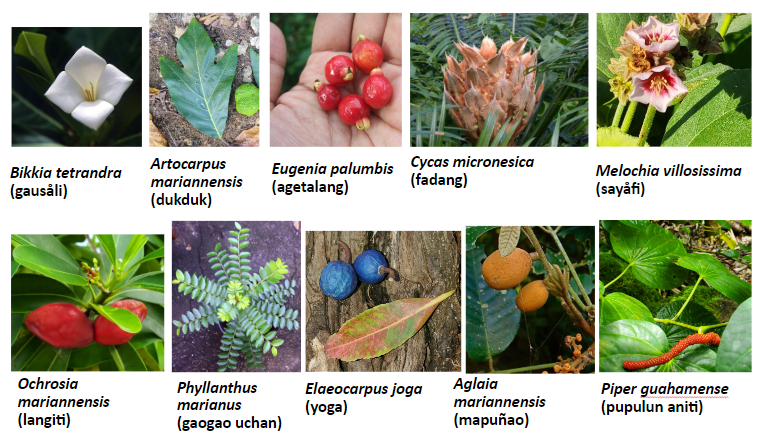 Bikkia tetrandra
(gausåli)
Artocarpus
mariannensis
(dukduk)
Eugenia palumbis
(agetalang)
Cycas micronesica
(fadang)
Melochia villosissima
(sayåfi)
Ochrosia
mariannensis
(langiti)
Phyllanthus
marianus
(gaogao uchan)
Elaeocarpus joga
(yoga)
Aglaia
mariannensis
(mapuñao)
Piper guahamense
(pupulun aniti)